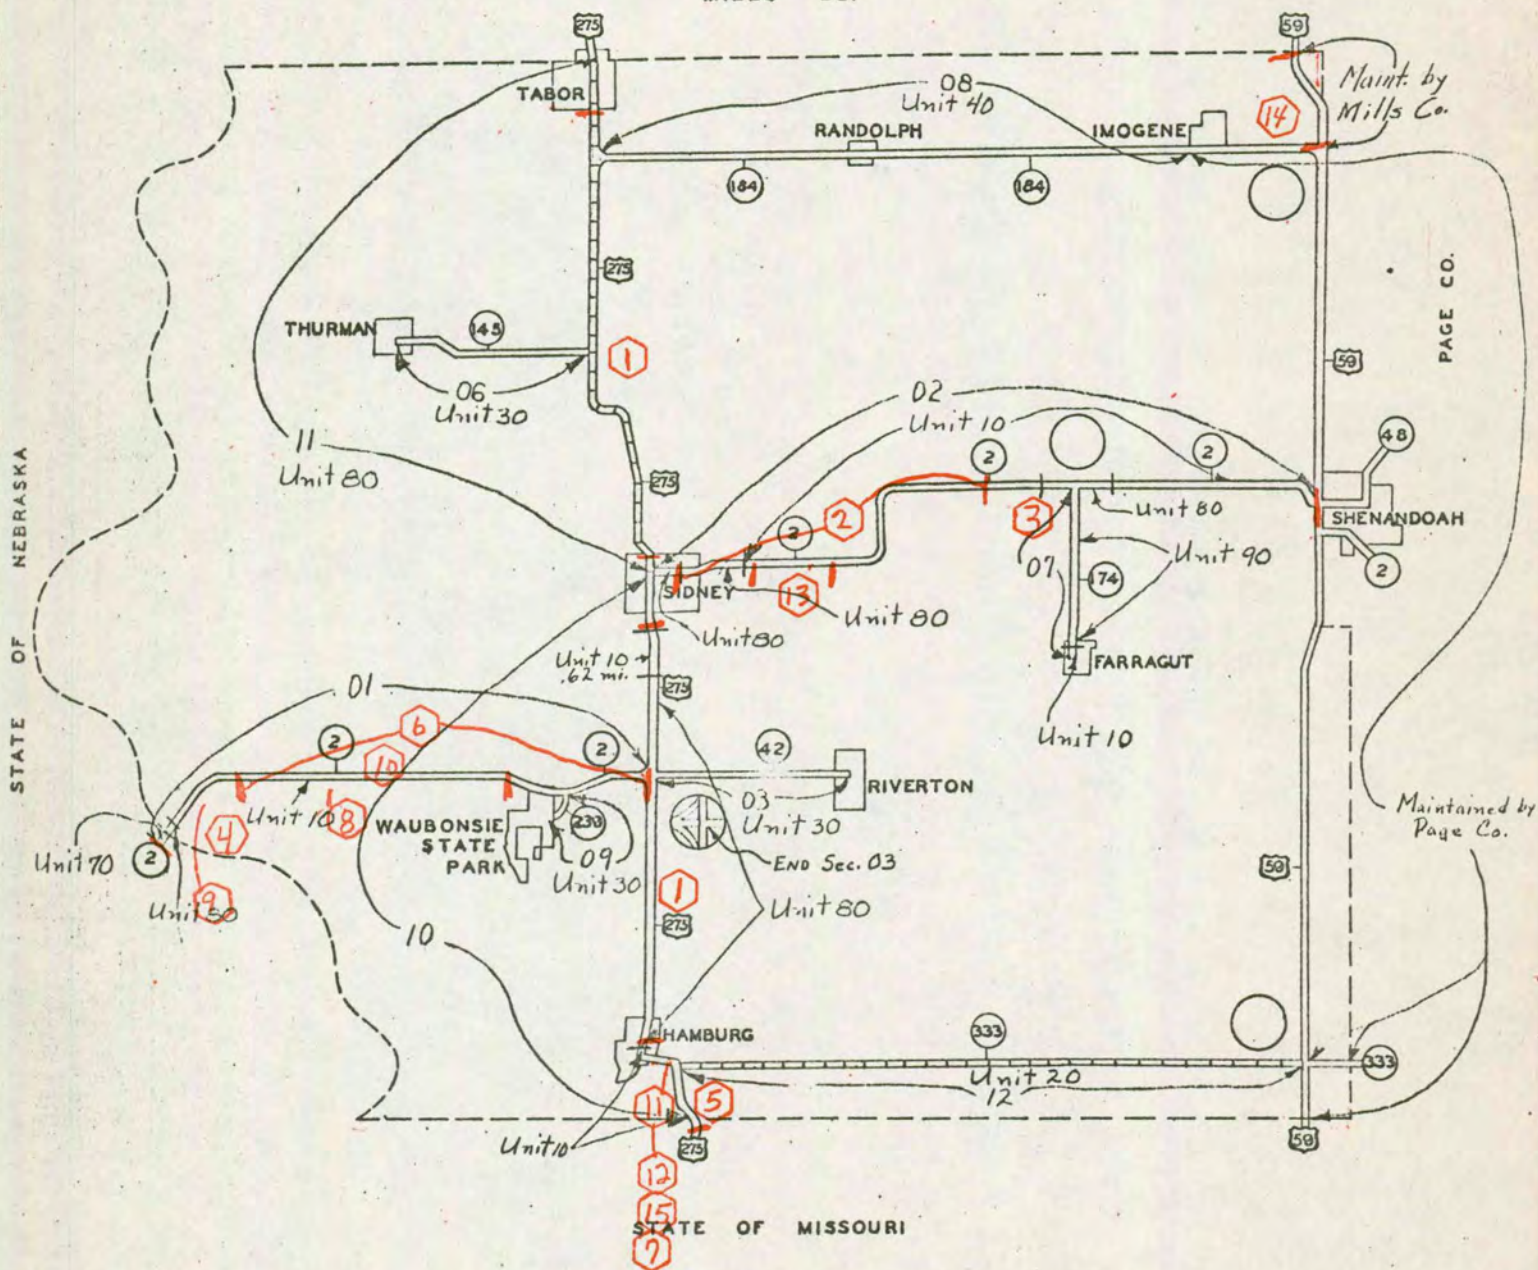 275
59
TABOR
08
Unit 40
Maint. by
Mills Co.
14
RANDOLPH
IMOGENE
184
184
275
PAGE CO.
THURMAN
145
1
59
06
Unit 30
02
Unit 10
11
Unit 80
48
2
2
275
STATE OF NEBRASKA
2
3
Unit 80
SHENANDOAH
2
Unit 90
07
2
SIDNEY
13
174
Unit 80
Unit 80
Unit 10
.62 mi.
FARRAGUT
275
01
6
Unit 10
2
10
2
42
RIVERTON
03
Unit 30
Maintained by
Page Co.
4
Unit 10
8
WAUBONSIE
STATE
PARK
239
09
Unit 30
END Sec. 03
59
Unit 70
2
9
1
Unit 80
275
10
HAMBURG
333
333
Unit 20
12
11
5
Unit 10
275
59
12
15
STATE OF MISSOURI
7